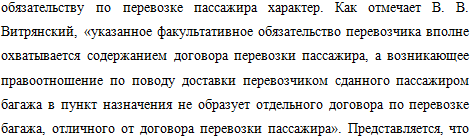 обязательству по перевозке пассажира характер. Как отмечает В. В.
Витрянский, «указанное факультативное обязательство перевозчика вполне
охватывается содержанием договора перевозки пассажира, а возникающее
правоотношение по поводу доставки перевозчиком сданного пассажиром
багажа в пункт назначения не образует отдельного договора по перевозке
багажа, отличного от договора перевозки пассажира». Представляется, что